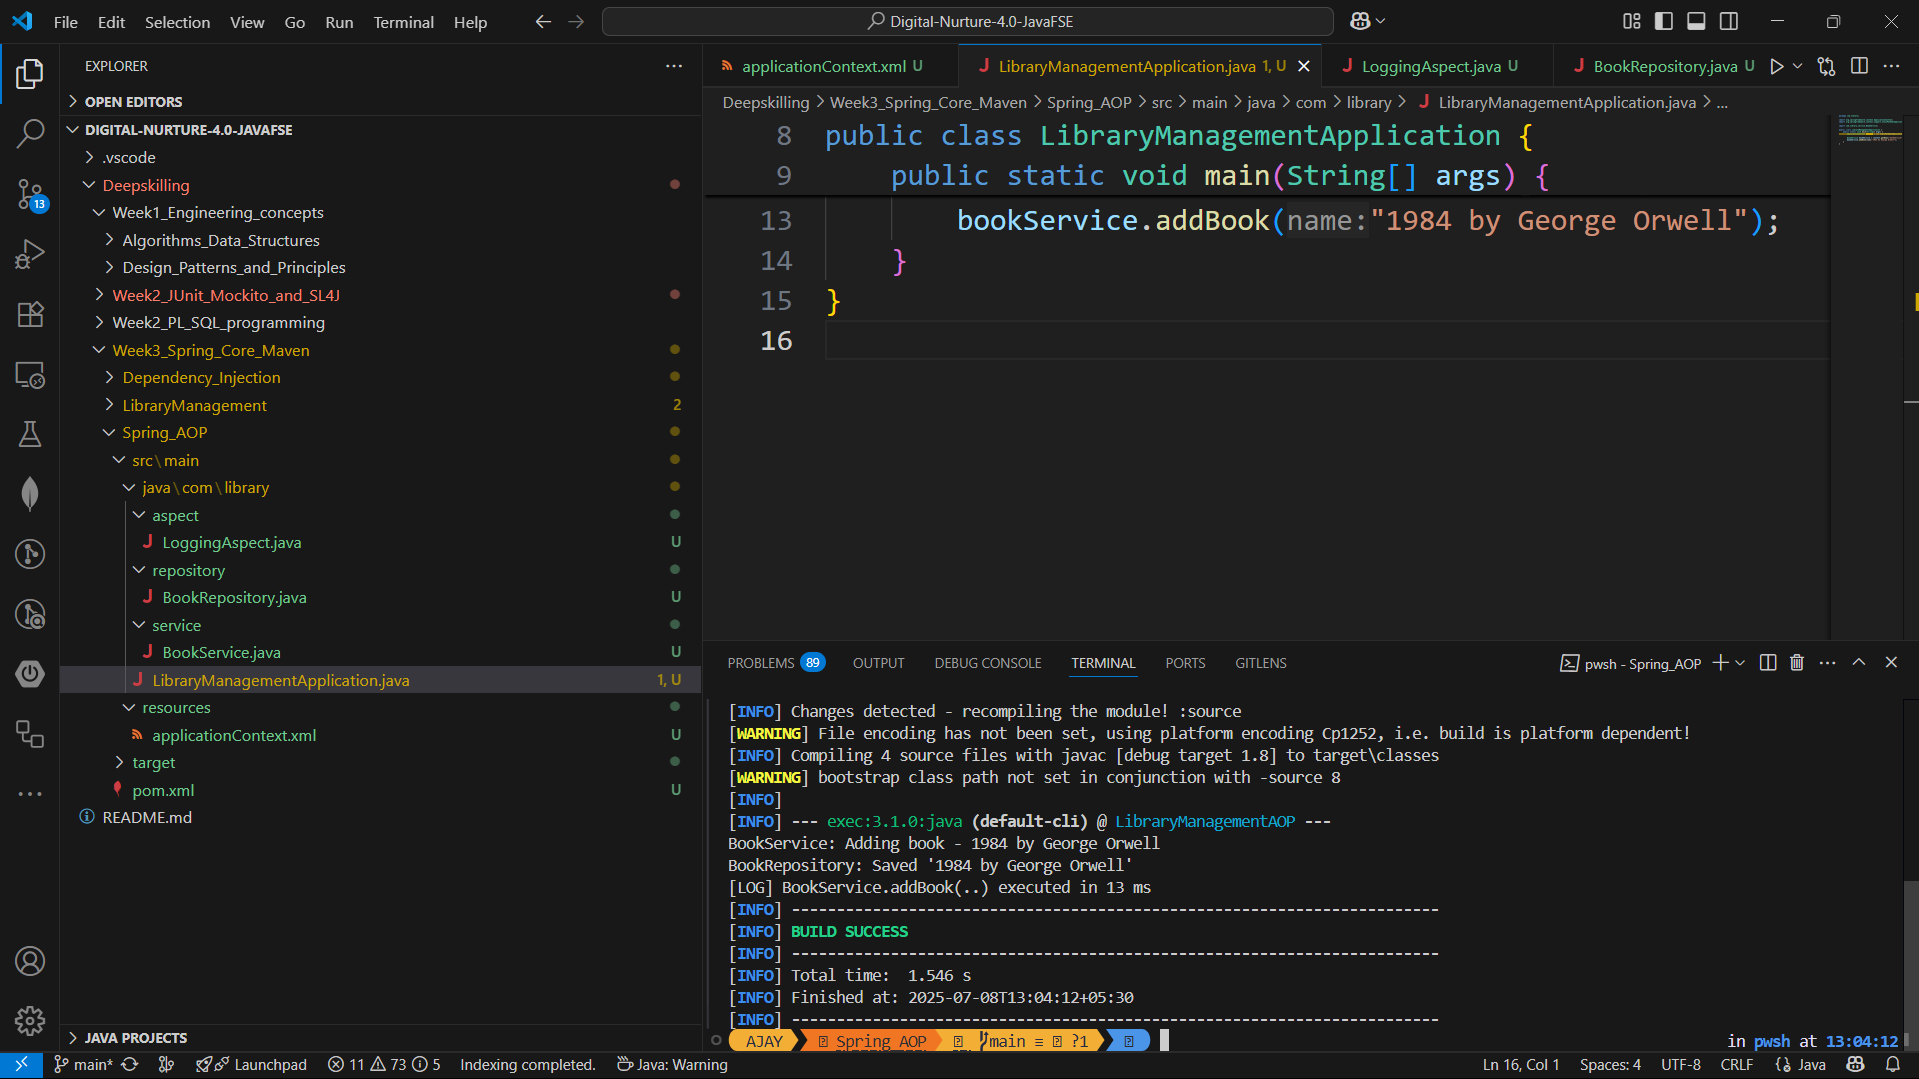 File Edit Selection View Go Run Terminal Help
Digital-Nurture-4.0-JavaFSE
EXPLORER
OPEN EDITORS
DIGITAL-NURTURE-4.0-JAVAFSE
.vscode
Deepskilling
Week1_Engineering_concepts
Algorithms_Data_Structures
Design_Patterns_and_Principles
Week2_JUnit_Mockito_and_SL4J
Week2_PL_SQL_programming
Week3_Spring_Core_Maven
Dependency_Injection
LibraryManagement 2
Spring_AOP
src\main
java\com\library
aspect
LoggingAspect.java U
repository
BookRepository.java U
service
BookService.java U
LibraryManagementApplication.java 1, U
resources
applicationContext.xml U
target
pom.xml U
README.md
JAVA PROJECTS
13
applicationContext.xml U LibraryManagementApplication.java 1, U LoggingAspect.java U BookRepository.java U
Deepskilling > Week3_Spring_Core_Maven > Spring_AOP > src > main > java > com > library > LibraryManagementApplication.java > ...
8 public class LibraryManagementApplication {
9 public static void main(String[] args) {
13 bookService.addBook(name:"1984 by George Orwell");
14 }
15 }
16
PROBLEMS 89 OUTPUT DEBUG CONSOLE TERMINAL PORTS GITLENS pwsh - Spring_AOP
[INFO] Changes detected - recompiling the module! :source
[WARNING] File encoding has not been set, using platform encoding Cp1252, i.e. build is platform dependent!
[INFO] Compiling 4 source files with javac [debug target 1.8] to target\classes
[WARNING] bootstrap class path not set in conjunction with -source 8
[INFO]
[INFO] --- exec:3.1.0:java (default-cli) @ LibraryManagementAOP ---
BookService: Adding book - 1984 by George Orwell
BookRepository: Saved '1984 by George Orwell'
[LOG] BookService.addBook(..) executed in 13 ms
[INFO] ------------------------------------------------------------------------
[INFO] BUILD SUCCESS
[INFO] ------------------------------------------------------------------------
[INFO] Total time:  1.546 s
[INFO] Finished at: 2025-07-08T13:04:12+05:30
[INFO] ------------------------------------------------------------------------
AJAY Spring_AOP main ≡ ?1 in pwsh at 13:04:12
main* Launchpad 11 73 5 Indexing completed. Java: Warning Ln 16, Col 1 Spaces: 4 UTF-8 CRLF {} Java